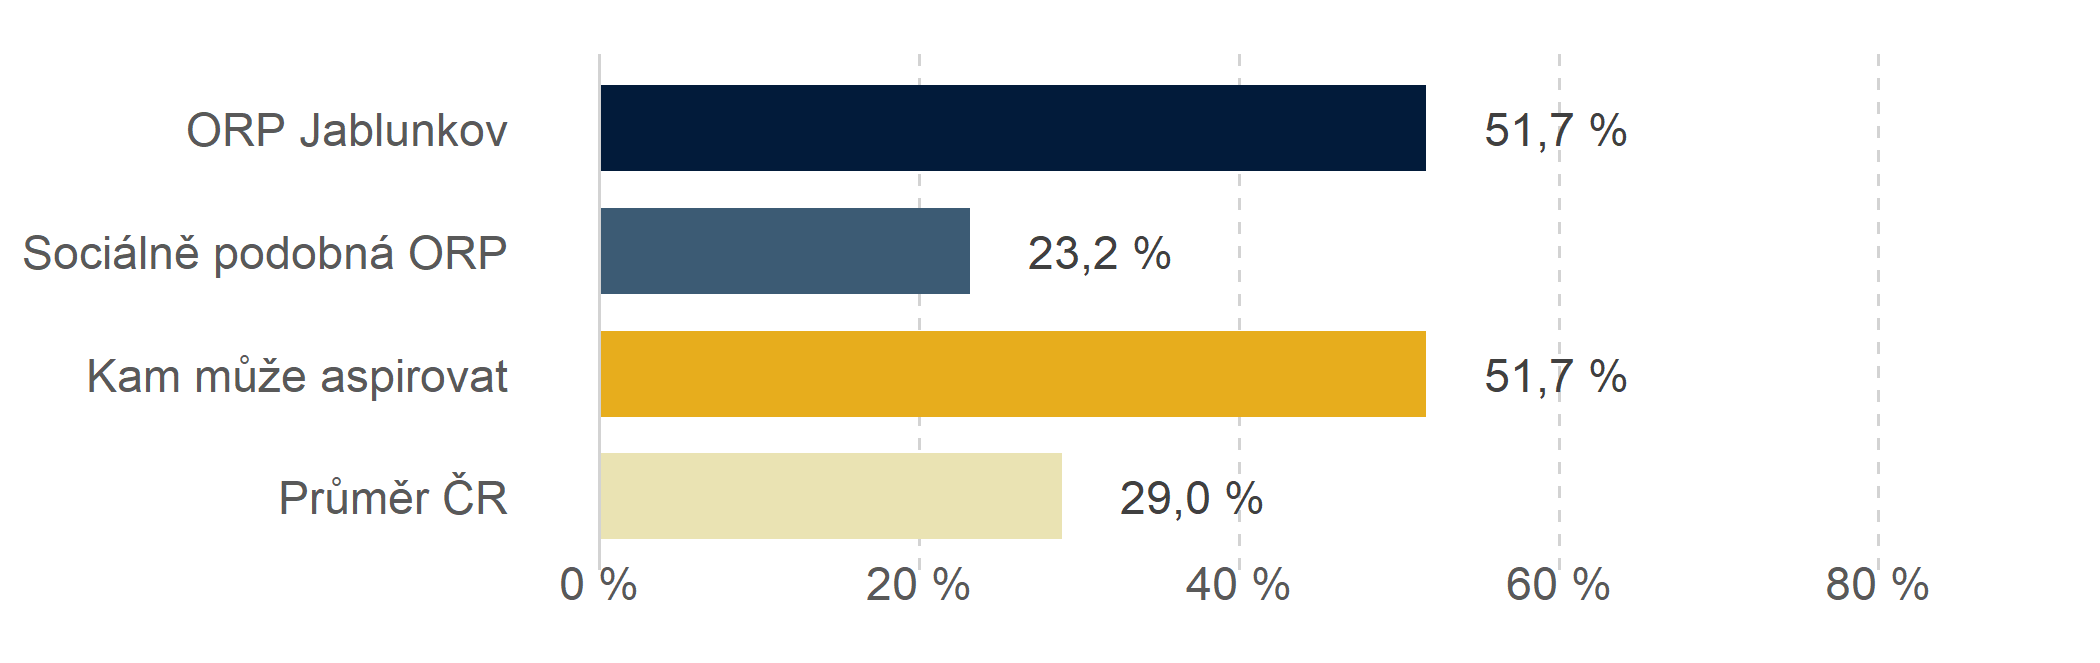 ORP Jablunkov 51,7 %
Sociálně podobná ORP 23,2 %
Kam může aspirovat 51,7 %
Průměr ČR 29,0 %
0 % 20 % 40 % 60 % 80 %